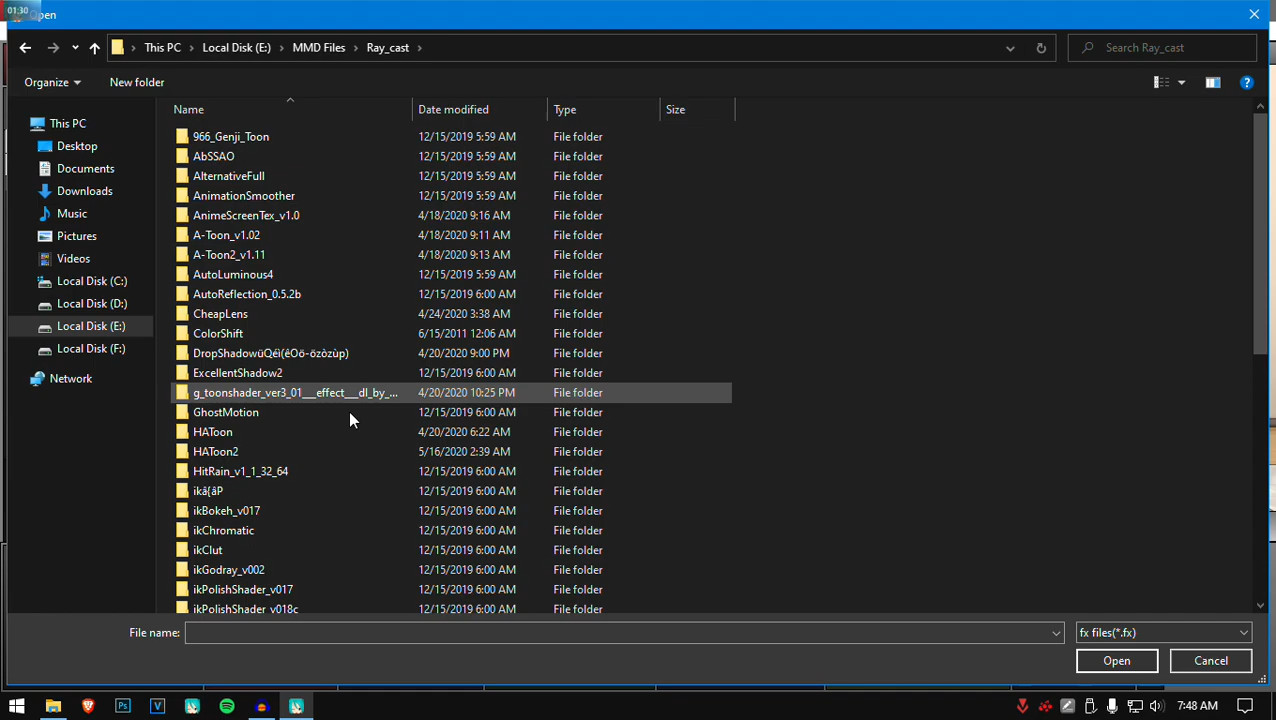 01:30
Open
This PC > Local Disk (E:) > MMD Files > Ray_cast >
Search Ray_cast
Organize
New folder
Name
Date modified
Type
Size
This PC
Desktop
Documents
Downloads
Music
Pictures
Videos
Local Disk (C:)
Local Disk (D:)
Local Disk (E:)
Local Disk (F:)
Network
966_Genji_Toon 12/15/2019 5:59 AM File folder
AbSSAO 12/15/2019 5:59 AM File folder
AlternativeFull 12/15/2019 5:59 AM File folder
AnimationSmoother 12/15/2019 5:59 AM File folder
AnimeScreenTex_v1.0 4/18/2020 9:16 AM File folder
A-Toon_v1.02 4/18/2020 9:11 AM File folder
A-Toon2_v1.11 4/18/2020 9:13 AM File folder
AutoLuminous4 12/15/2019 5:59 AM File folder
AutoReflection_0.5.2b 12/15/2019 6:00 AM File folder
CheapLens 4/24/2020 3:38 AM File folder
ColorShift 6/15/2011 12:06 AM File folder
DropShadowüQéï(êOö-özòzùp) 4/20/2020 9:00 PM File folder
ExcellentShadow2 12/15/2019 6:00 AM File folder
g_toonshader_ver3_01___effect___dl_by_... 4/20/2020 10:25 PM File folder
GhostMotion 12/15/2019 6:00 AM File folder
HAToon 4/20/2020 6:22 AM File folder
HAToon2 5/16/2020 2:39 AM File folder
HitRain_v1_1_32_64 12/15/2019 6:00 AM File folder
ikâ{âP 12/15/2019 6:00 AM File folder
ikBokeh_v017 12/15/2019 6:00 AM File folder
ikChromatic 12/15/2019 6:00 AM File folder
ikClut 12/15/2019 6:00 AM File folder
ikGodray_v002 12/15/2019 6:00 AM File folder
ikPolishShader_v017 12/15/2019 6:00 AM File folder
ikPolishShader_v018c 12/15/2019 6:00 AM File folder
File name:
fx files(*.fx)
Open
Cancel
7:48 AM